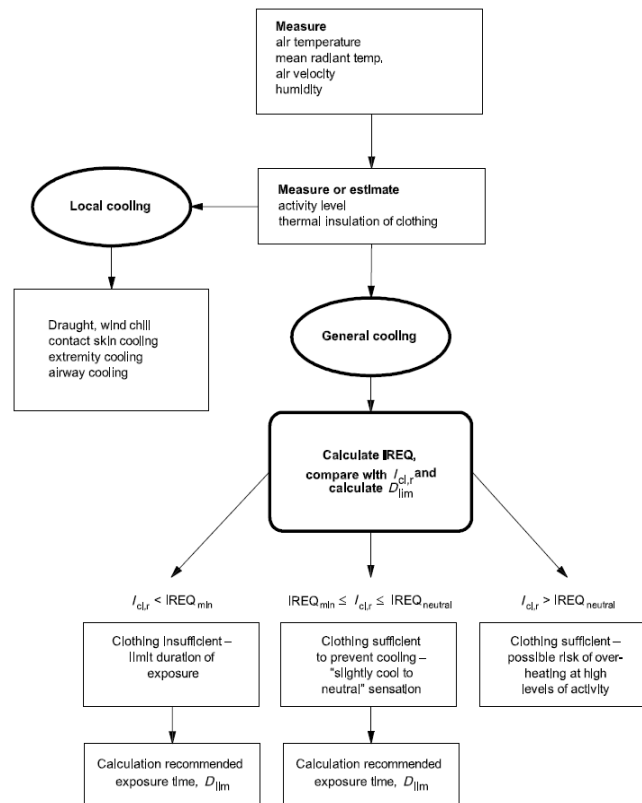 Measure
air temperature
mean radiant temp.
air velocity
humidity
Measure or estimate
activity level
thermal insulation of clothing
Local cooling
Draught, wind chill
contact skin cooling
extremity cooling
airway cooling
General cooling
Calculate IREQ,
compare with Icl,r and
calculate Dlim
Icl,r < IREQmin
Clothing insufficient –
limit duration of
exposure
Calculation recommended
exposure time, Dlim
IREQmin ≤ Icl,r ≤ IREQneutral
Clothing sufficient
to prevent cooling –
"slightly cool to
neutral" sensation
Calculation recommended
exposure time, Dlim
Icl,r > IREQneutral
Clothing sufficient –
possible risk of over-
heating at high
levels of activity